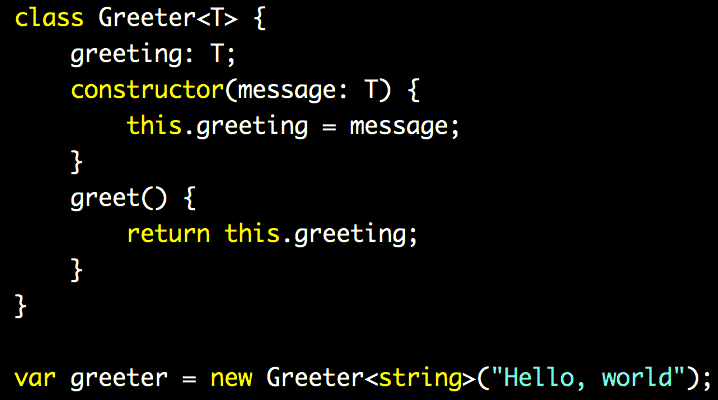 class Greeter<T> {
    greeting: T;
    constructor(message: T) {
        this.greeting = message;
    }
    greet() {
        return this.greeting;
    }
}

var greeter = new Greeter<string>("Hello, world");